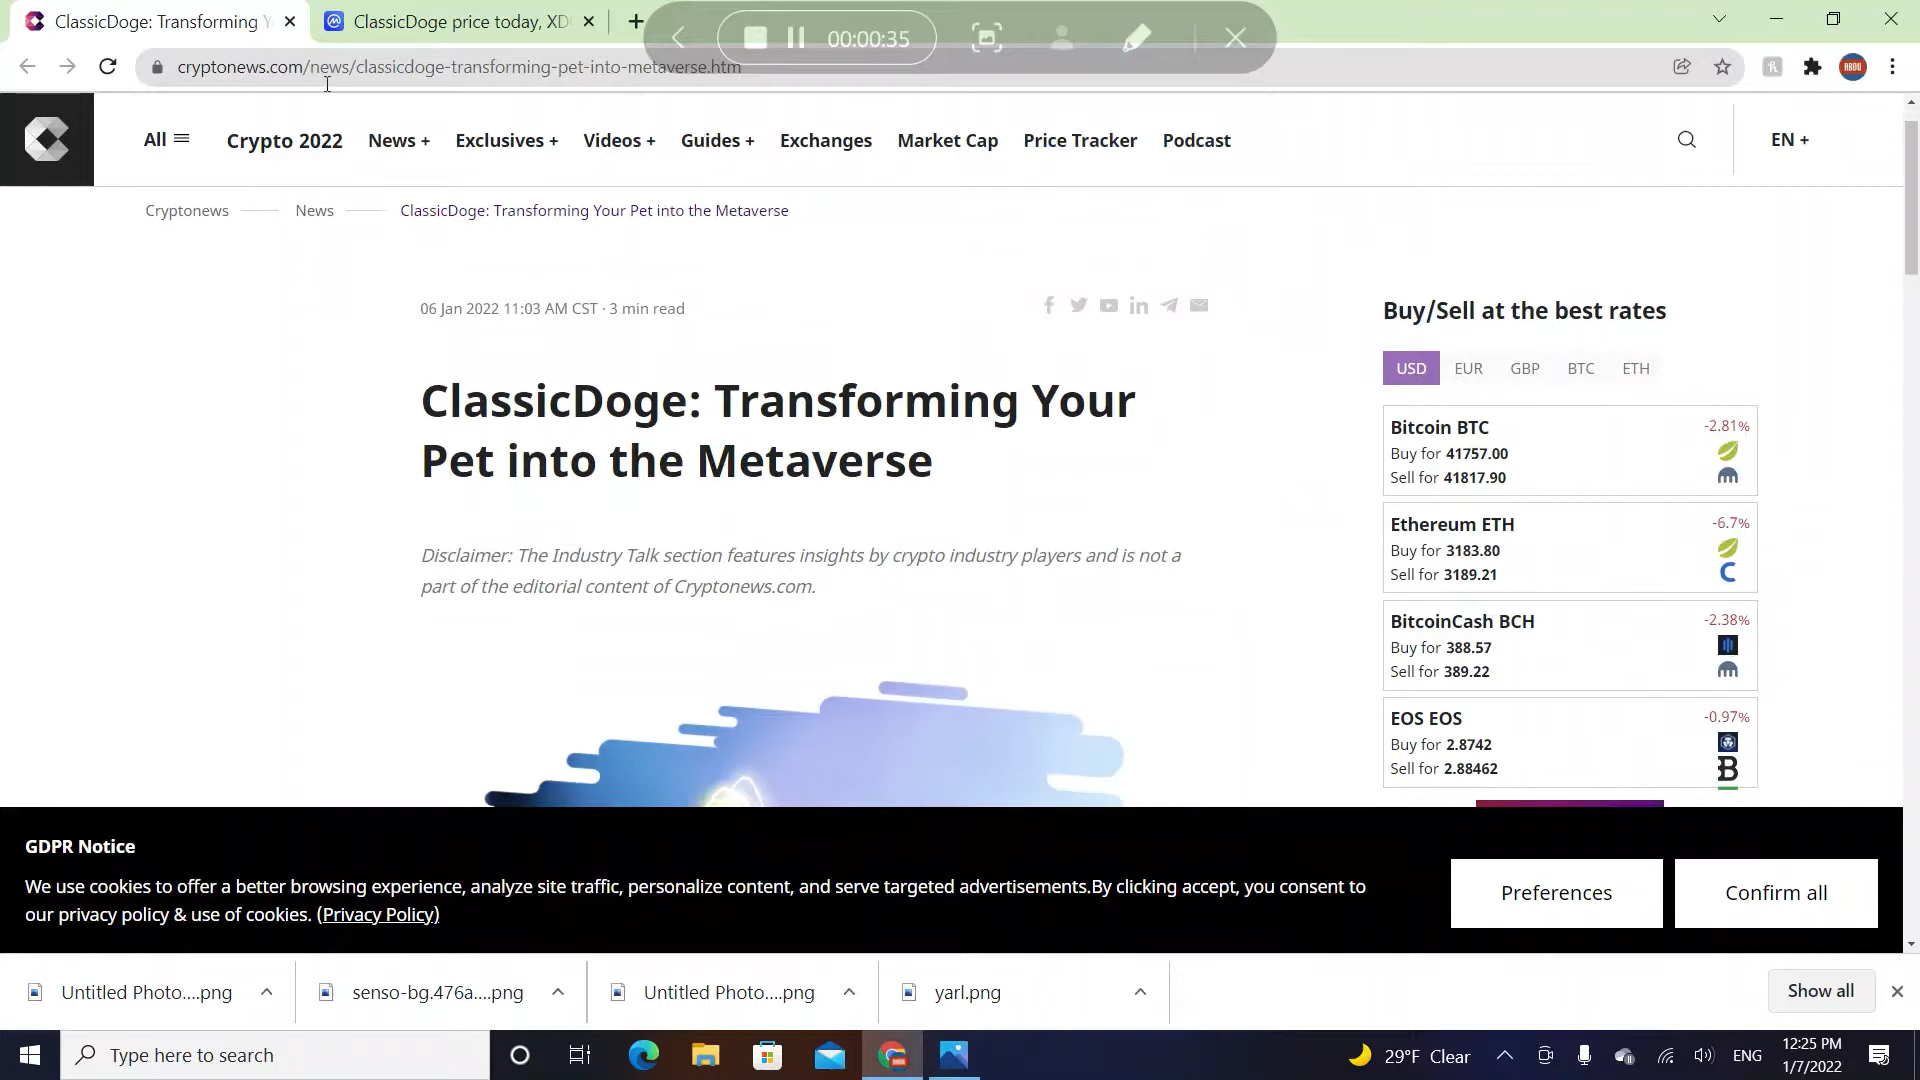 ClassicDoge: Transforming Y
ClassicDoge price today, XD
00:00:35
cryptonews.com/news/classicdoge-transforming-pet-into-metaverse.htm
ABDU
All
Crypto 2022
News +
Exclusives +
Videos +
Guides +
Exchanges
Market Cap
Price Tracker
Podcast
EN +
Cryptonews
News
ClassicDoge: Transforming Your Pet into the Metaverse
06 Jan 2022 11:03 AM CST · 3 min read
ClassicDoge: Transforming Your
Pet into the Metaverse
Disclaimer: The Industry Talk section features insights by crypto industry players and is not a
part of the editorial content of Cryptonews.com.
Buy/Sell at the best rates
USD
EUR
GBP
BTC
ETH
Bitcoin BTC
-2.81%
Buy for 41757.00
Sell for 41817.90
Ethereum ETH
-6.7%
Buy for 3183.80
Sell for 3189.21
BitcoinCash BCH
-2.38%
Buy for 388.57
Sell for 389.22
EOS EOS
-0.97%
Buy for 2.8742
Sell for 2.88462
GDPR Notice
We use cookies to offer a better browsing experience, analyze site traffic, personalize content, and serve targeted advertisements.By clicking accept, you consent to
our privacy policy & use of cookies. (Privacy Policy)
Preferences
Confirm all
Untitled Photo....png
senso-bg.476a....png
Untitled Photo....png
yarl.png
Show all
Type here to search
29°F Clear
ENG
12:25 PM
1/7/2022